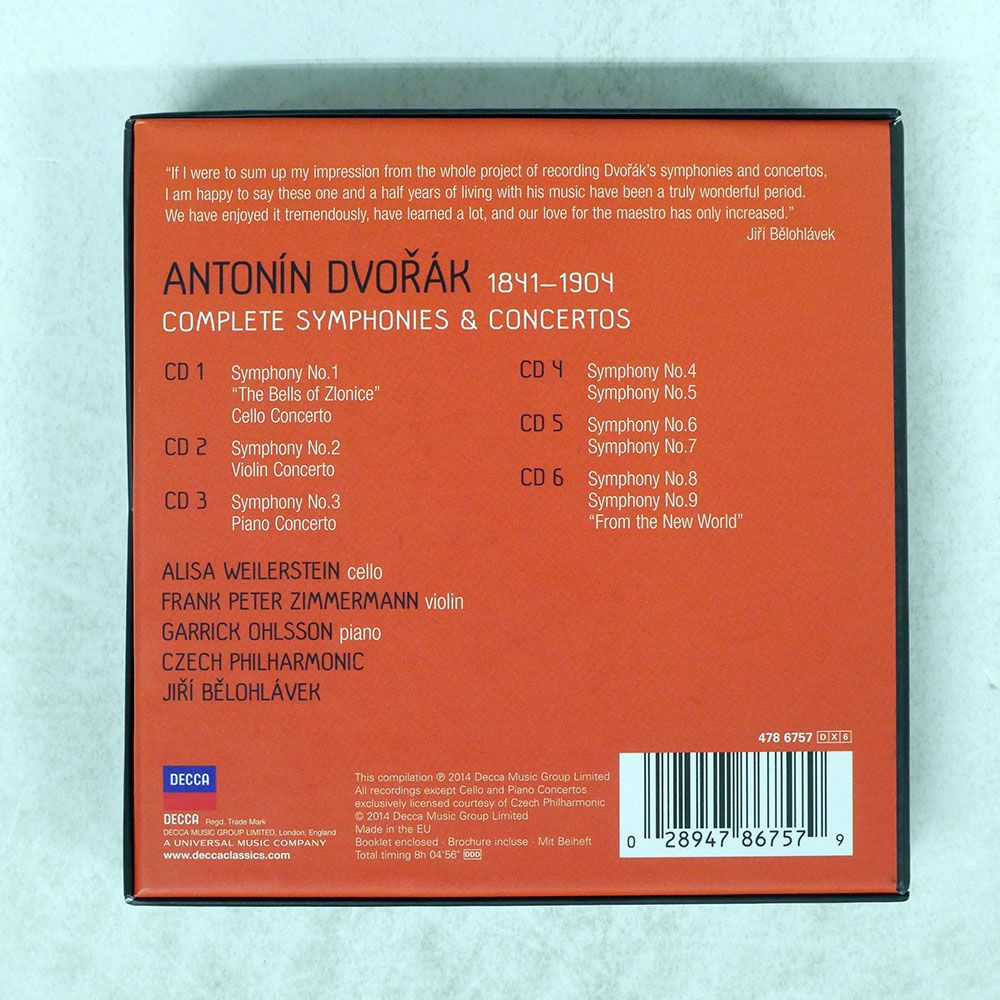 “If I were to sum up my impression from the whole project of recording Dvořák’s symphonies and concertos,
I am happy to say these one and a half years of living with his music have been a truly wonderful period.
We have enjoyed it tremendously, have learned a lot, and our love for the maestro has only increased.”
Jiří Bělohlávek
ANTONÍN DVOŘÁK 1841–1904
COMPLETE SYMPHONIES & CONCERTOS
CD 1 Symphony No.1
“The Bells of Zlonice”
Cello Concerto
CD 2 Symphony No.2
Violin Concerto
CD 3 Symphony No.3
Piano Concerto
CD 4 Symphony No.4
Symphony No.5
CD 5 Symphony No.6
Symphony No.7
CD 6 Symphony No.8
Symphony No.9
“From the New World”
ALISA WEILERSTEIN cello
FRANK PETER ZIMMERMANN violin
GARRICK OHLSSON piano
CZECH PHILHARMONIC
JIŘÍ BĚLOHLÁVEK
478 6757 DX6
DECCA
DECCA Regd. Trade Mark
DECCA MUSIC GROUP LIMITED, London, England
A UNIVERSAL MUSIC COMPANY
www.deccaclassics.com
This compilation ℗ 2014 Decca Music Group Limited
All recordings except Cello and Piano Concertos
exclusively licensed courtesy of Czech Philharmonic
© 2014 Decca Music Group Limited
Made in the EU
Booklet enclosed · Brochure incluse · Mit Beiheft
Total timing 8h 04'56" DDD
0 28947 86757 9